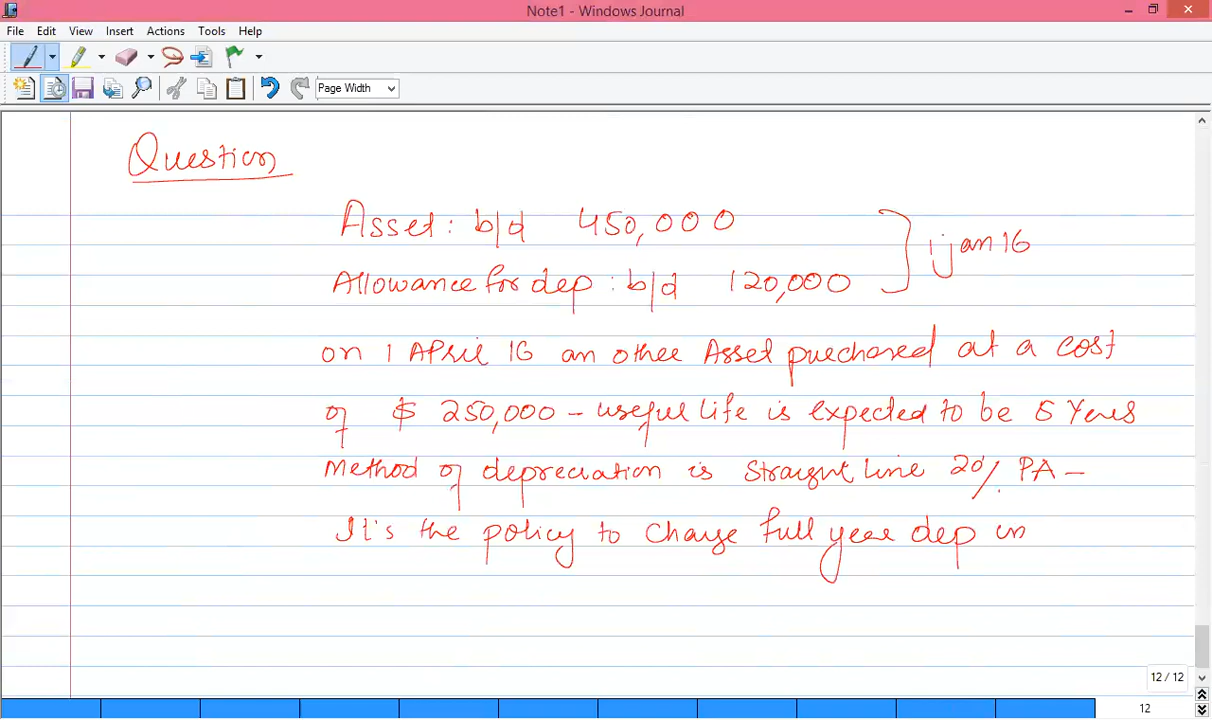 Note1 - Windows Journal
File Edit View Insert Actions Tools Help
Page Width
Question
Asset: b/d 450,000
1 jan 16
Allowance for dep : b/d 120,000
on 1 April 16 an other Asset purchased at a cost
of $ 250,000 - useful life is expected to be 5 Years
Method of depreciation is Straight line 20% PA -
It's the policy to Charge full year dep in
12 / 12
12